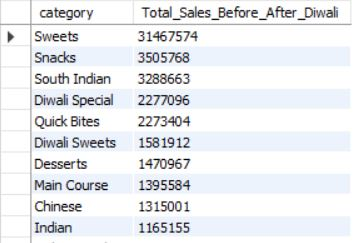 category Total_Sales_Before_After_Diwali
Sweets 31467574
Snacks 3505768
South Indian 3288663
Diwali Special 2277096
Quick Bites 2273404
Diwali Sweets 1581912
Desserts 1470967
Main Course 1395584
Chinese 1315001
Indian 1165155